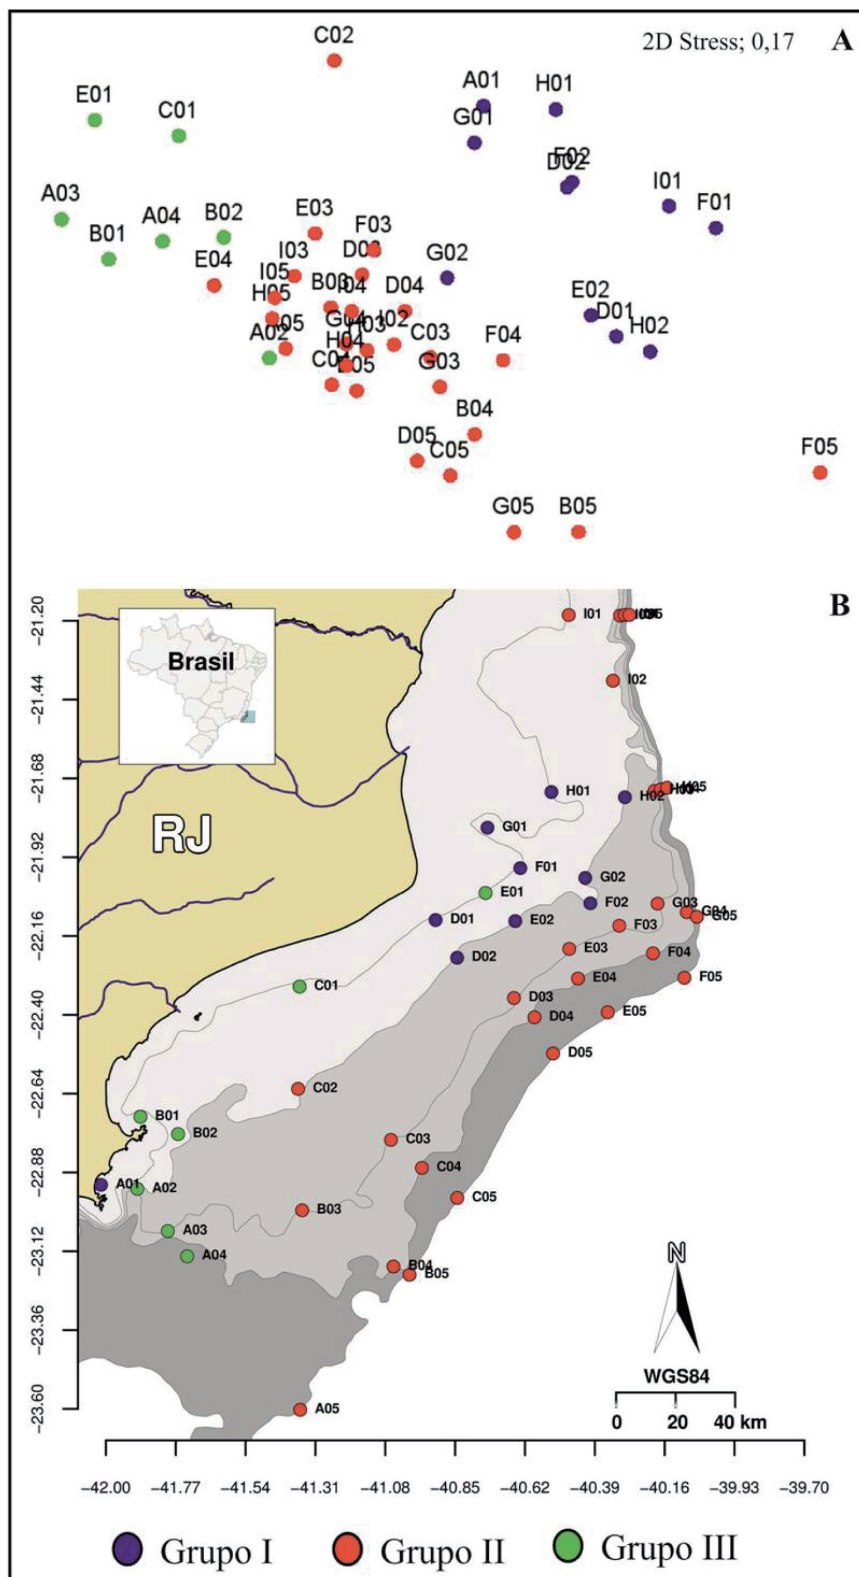 C02
2D Stress; 0,17
A
E01
C01
A01
H01
G01
F02
D02
I01
F01
A03
B01
A04
B02
E03
F03
E04
I03
D03
G02
I05
H05
B03
I04
D04
E02
D01
H02
A02
G04
H03
I02
H04
C03
G03
F04
C04
B04
D05
C05
F05
G05
B05
B
−21.20
−21.44
−21.68
−21.92
−22.16
−22.40
−22.64
−22.88
−23.12
−23.36
−23.60
Brasil
RJ
I01
I02
H01
H02
G01
F01
G02
E01
F02
G03
G04
G05
D01
E02
F03
D02
E03
F04
E04
F05
C01
D03
D04
E05
D05
C02
B01
B02
C03
C04
A01
A02
C05
B03
A03
A04
B04
B05
A05
N
WGS84
0 20 40 km
−42.00 −41.77 −41.54 −41.31 −41.08 −40.85 −40.62 −40.39 −40.16 −39.93 −39.70
Grupo I Grupo II Grupo III